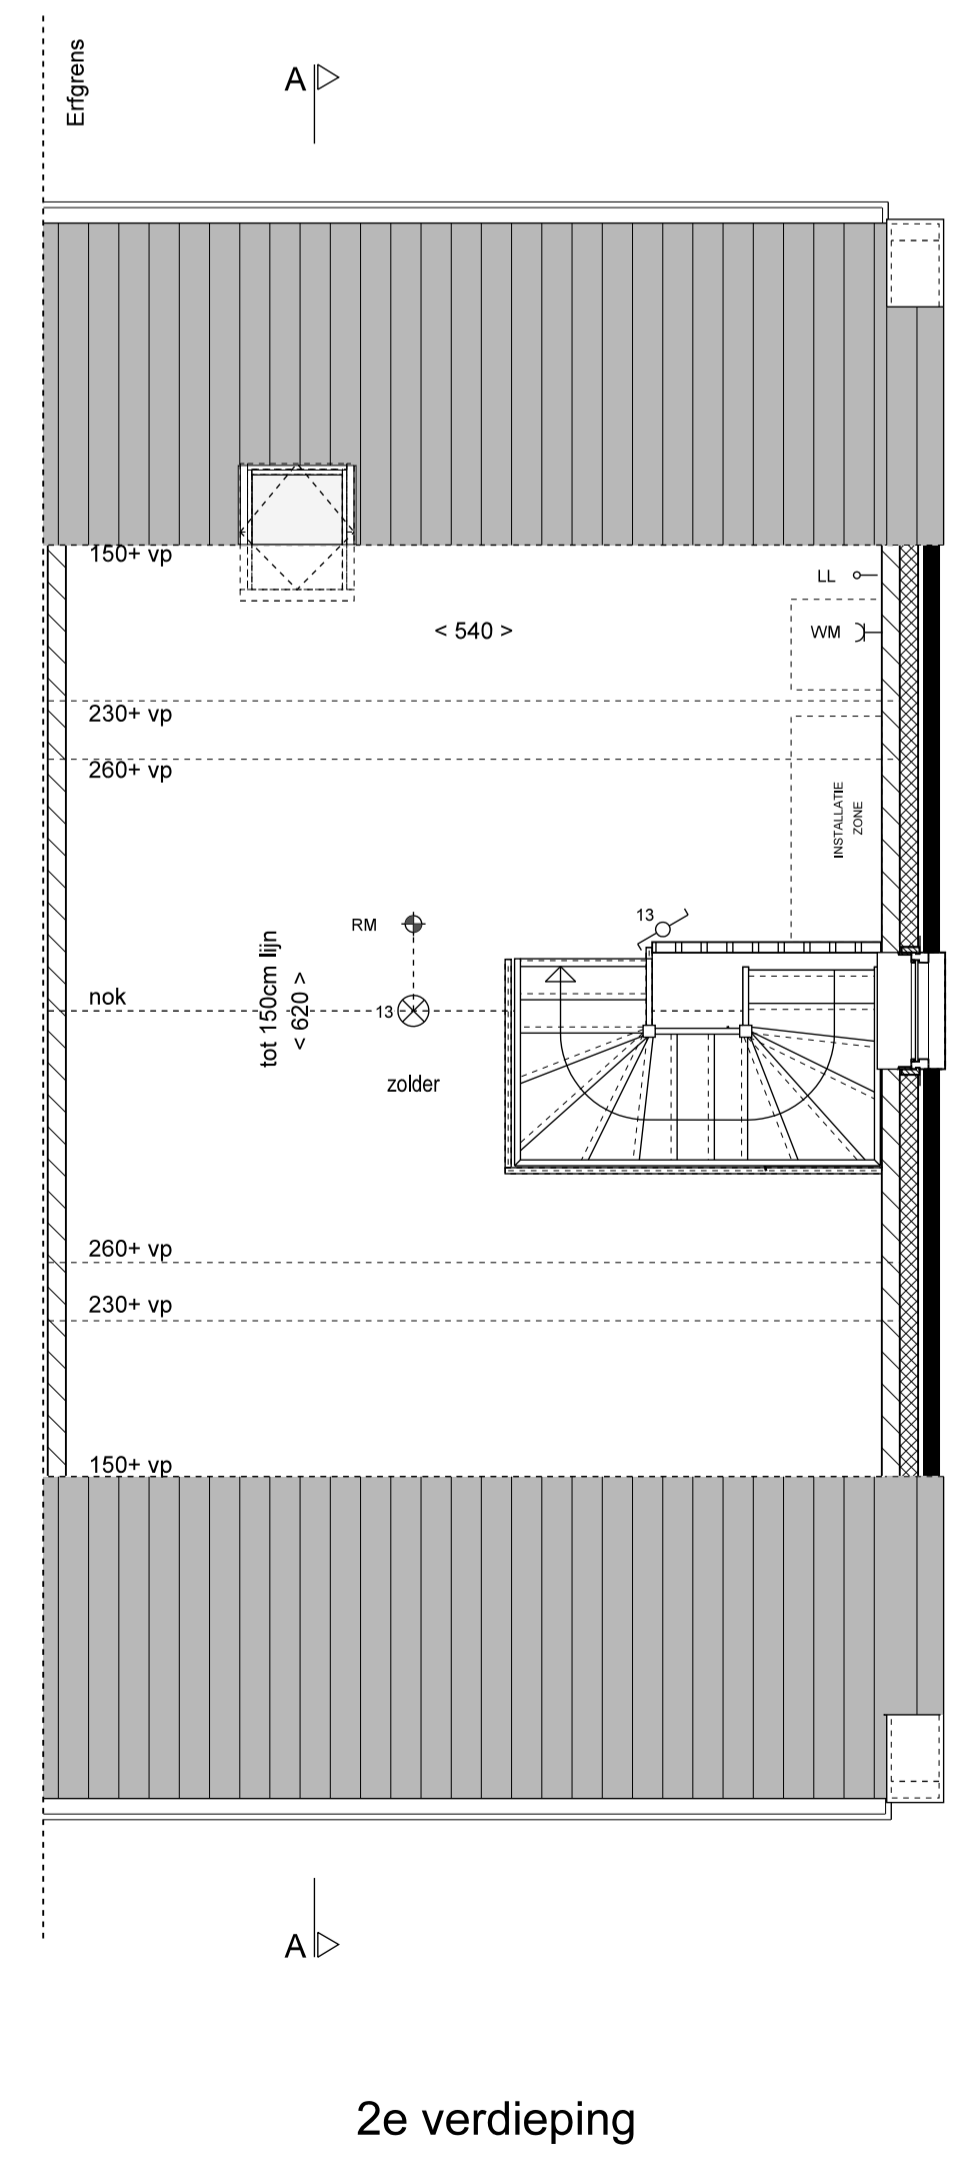 Erfgrens
A
150+ vp
LL
< 540 >
WM
230+ vp
260+ vp
INSTALLATIE
ZONE
13
RM
tot 150cm lijn
< 620 >
nok
13
zolder
260+ vp
230+ vp
150+ vp
A
2e verdieping